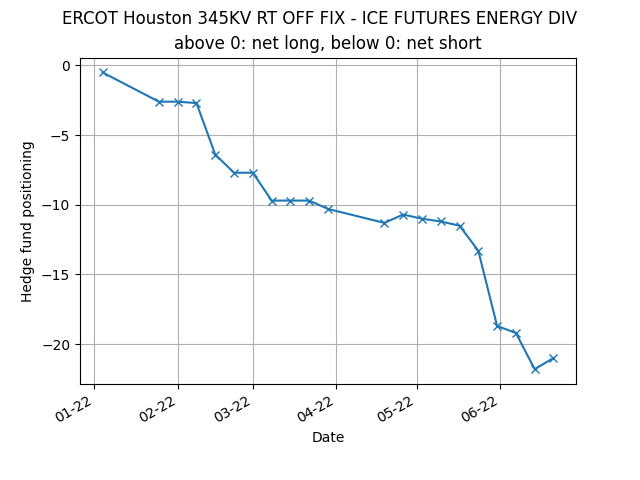 ERCOT Houston 345KV RT OFF FIX - ICE FUTURES ENERGY DIV
above 0: net long, below 0: net short
Hedge fund positioning
0
−5
−10
−15
−20
01-22
02-22
03-22
04-22
05-22
06-22
Date